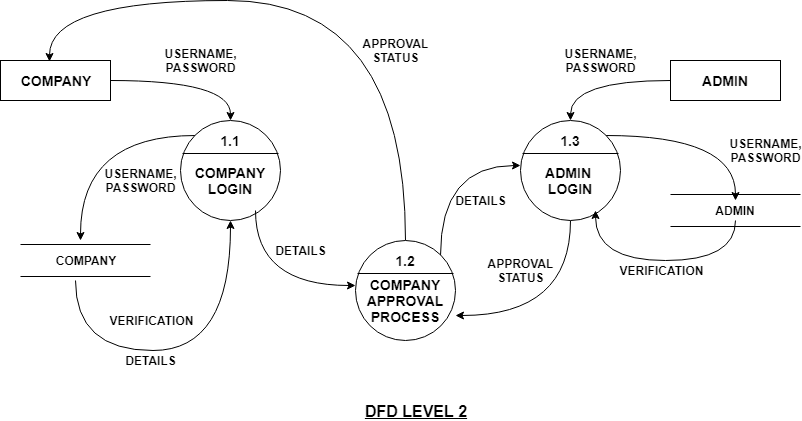 APPROVAL
STATUS
USERNAME,
PASSWORD
COMPANY
USERNAME,
PASSWORD
ADMIN
1.1
COMPANY
LOGIN
1.3
ADMIN
LOGIN
USERNAME,
PASSWORD
USERNAME,
PASSWORD
DETAILS
ADMIN
DETAILS
COMPANY
1.2
COMPANY
APPROVAL
PROCESS
APPROVAL
STATUS
VERIFICATION
VERIFICATION
DETAILS
DFD LEVEL 2